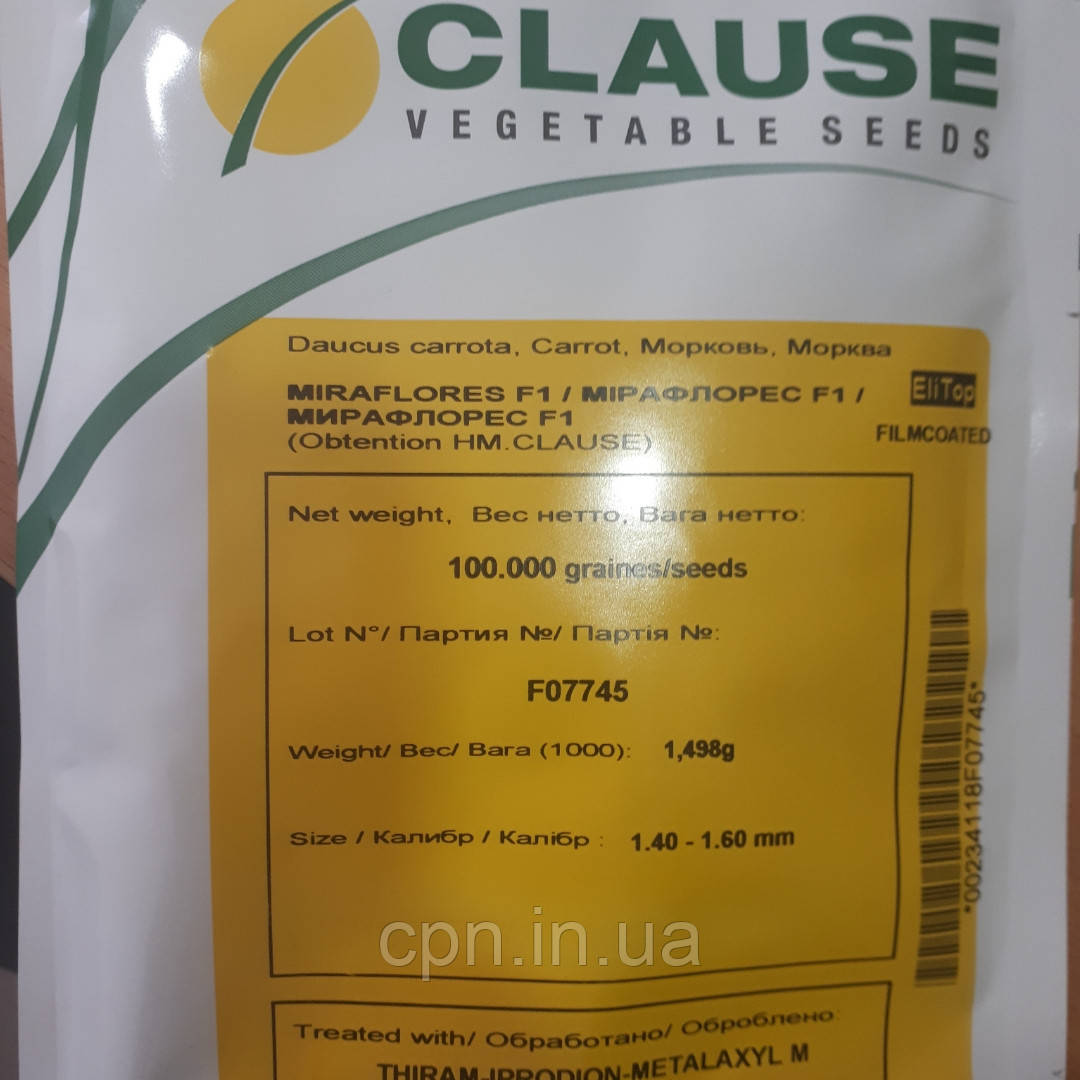 CLAUSE
VEGETABLE SEEDS
Daucus carrota, Carrot, Морковь, Морква
MIRAFLORES F1 / МІРАФЛОРЕС F1 /
МИРАФЛОРЕС F1
(Obtention HM.CLAUSE)
EliTop
FILMCOATED
Net weight, Вес нетто, Вага нетто:
100.000 graines/seeds
Lot N°/ Партия №/ Партія №:
F07745
Weight/ Вес/ Вага (1000): 1,498g
Size / Калибр / Калібр : 1.40 - 1.60 mm
*00234118F07745*
cpn.in.ua
Treated with/ Обработано/ Оброблено:
THIRAM-IPRODION-METALAXYL M